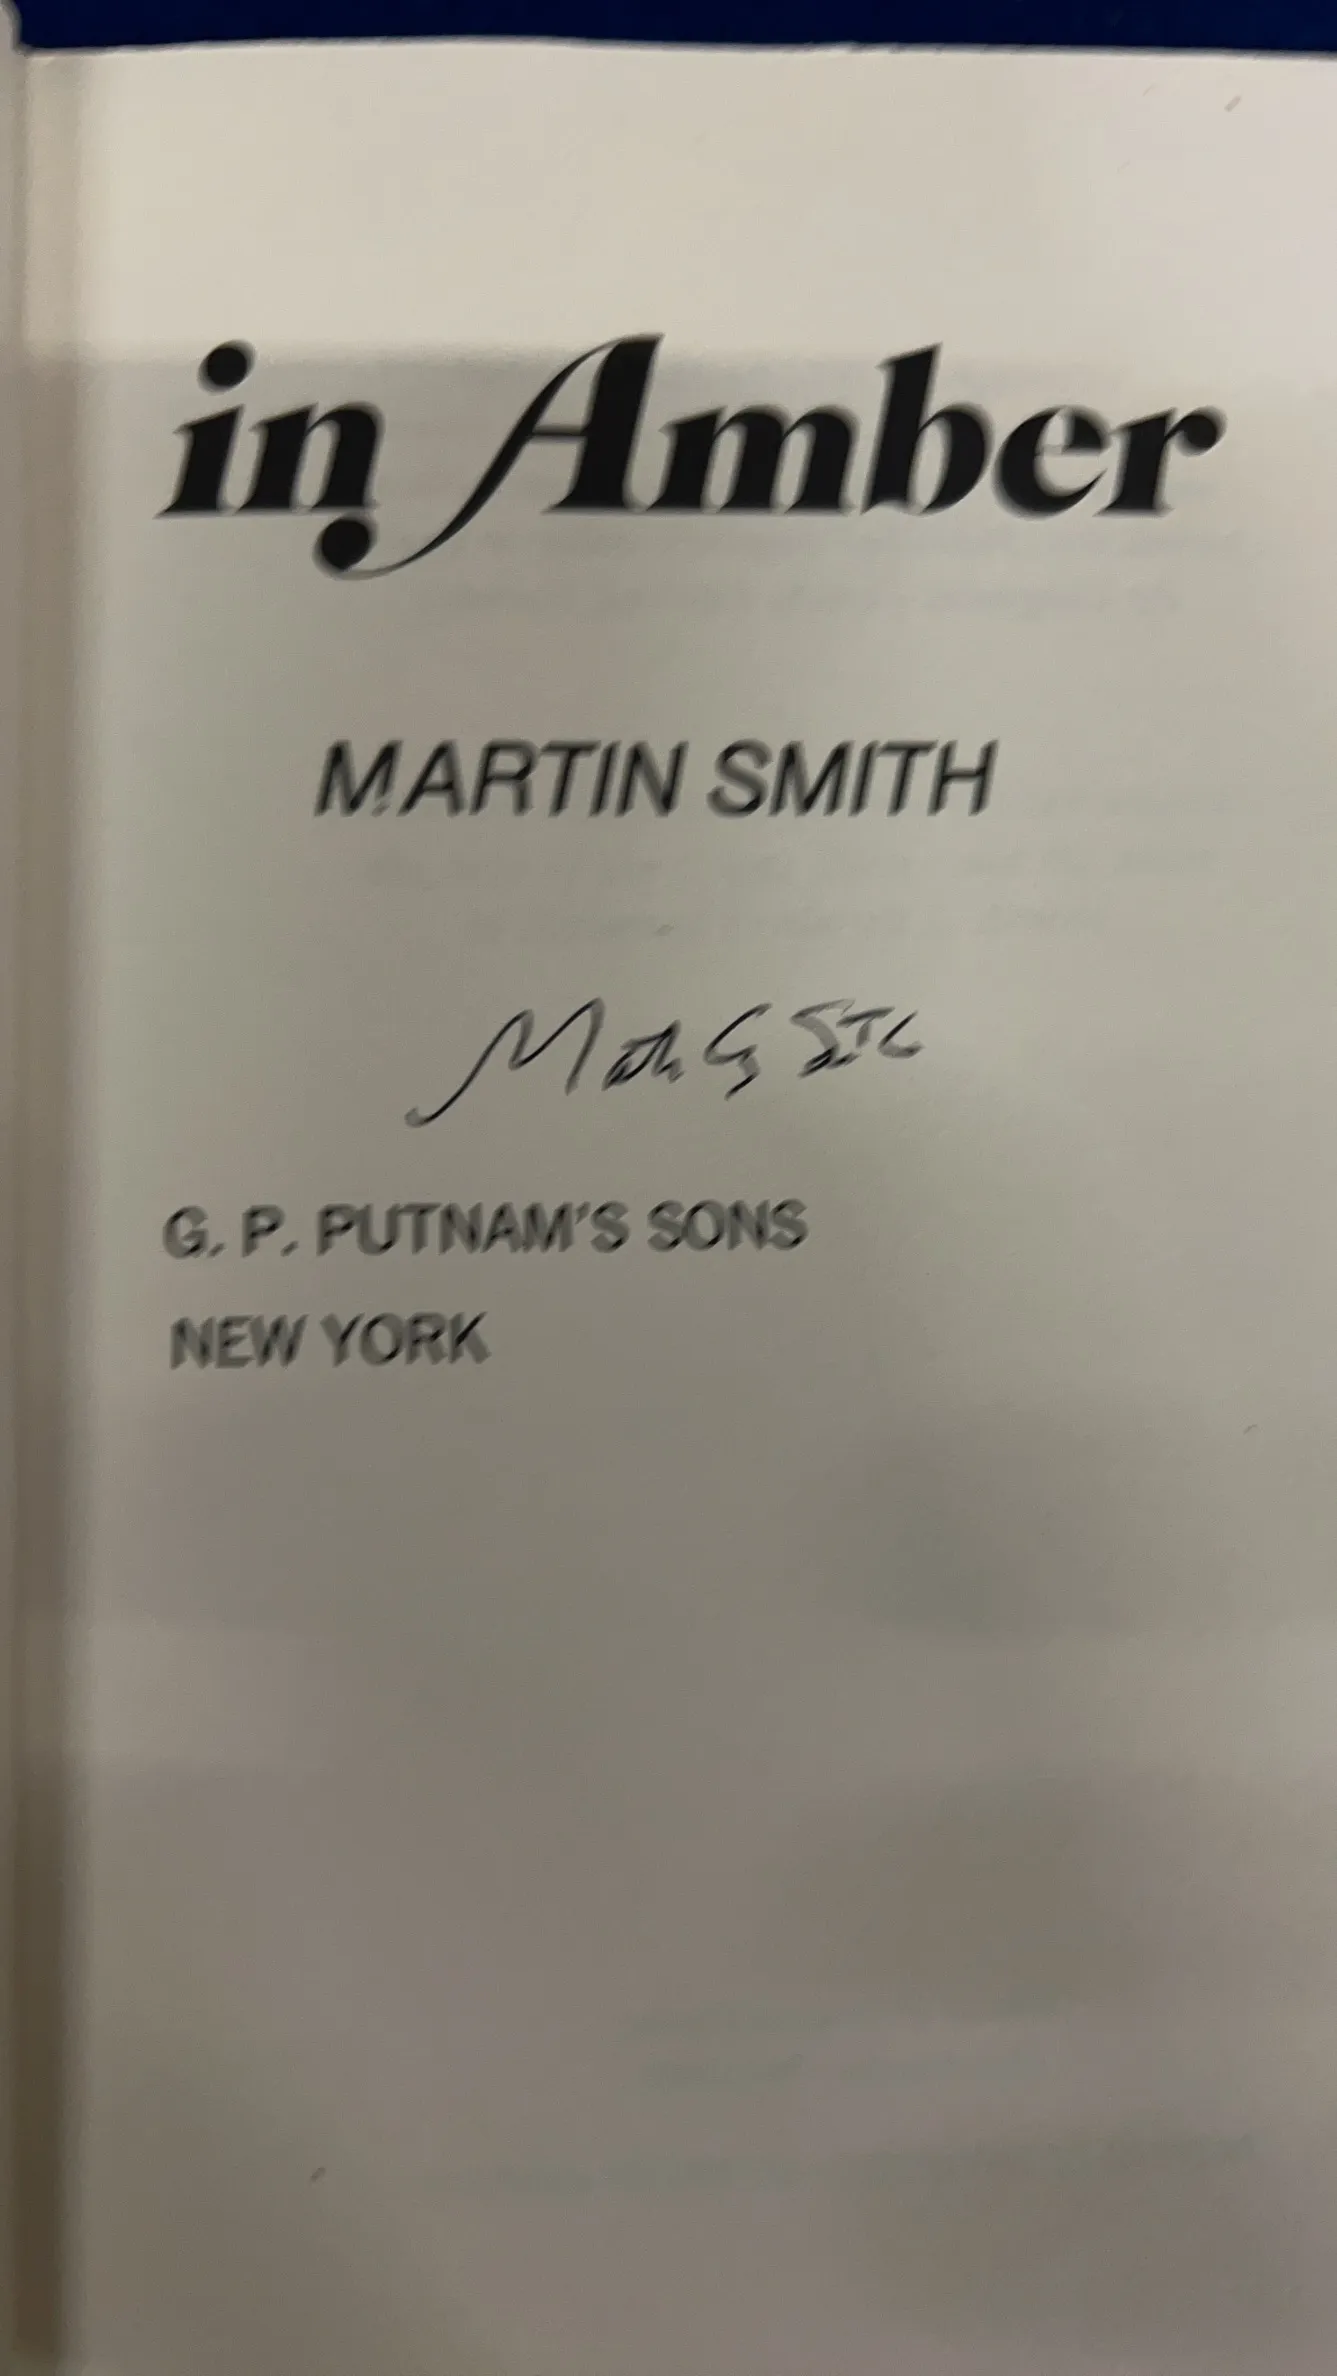 in Amber
MARTIN SMITH
G. P. PUTNAM'S SONS
NEW YORK